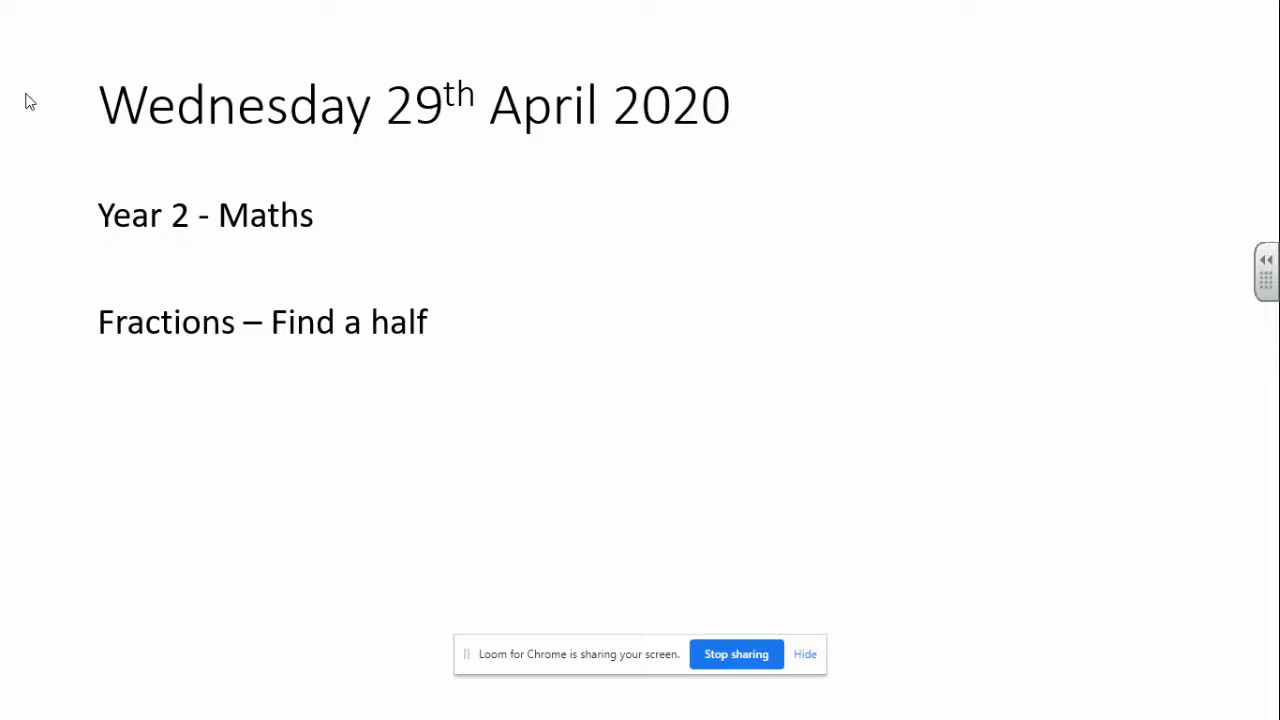 Wednesday 29th April 2020
Year 2 - Maths
Fractions – Find a half
Loom for Chrome is sharing your screen. Stop sharing Hide